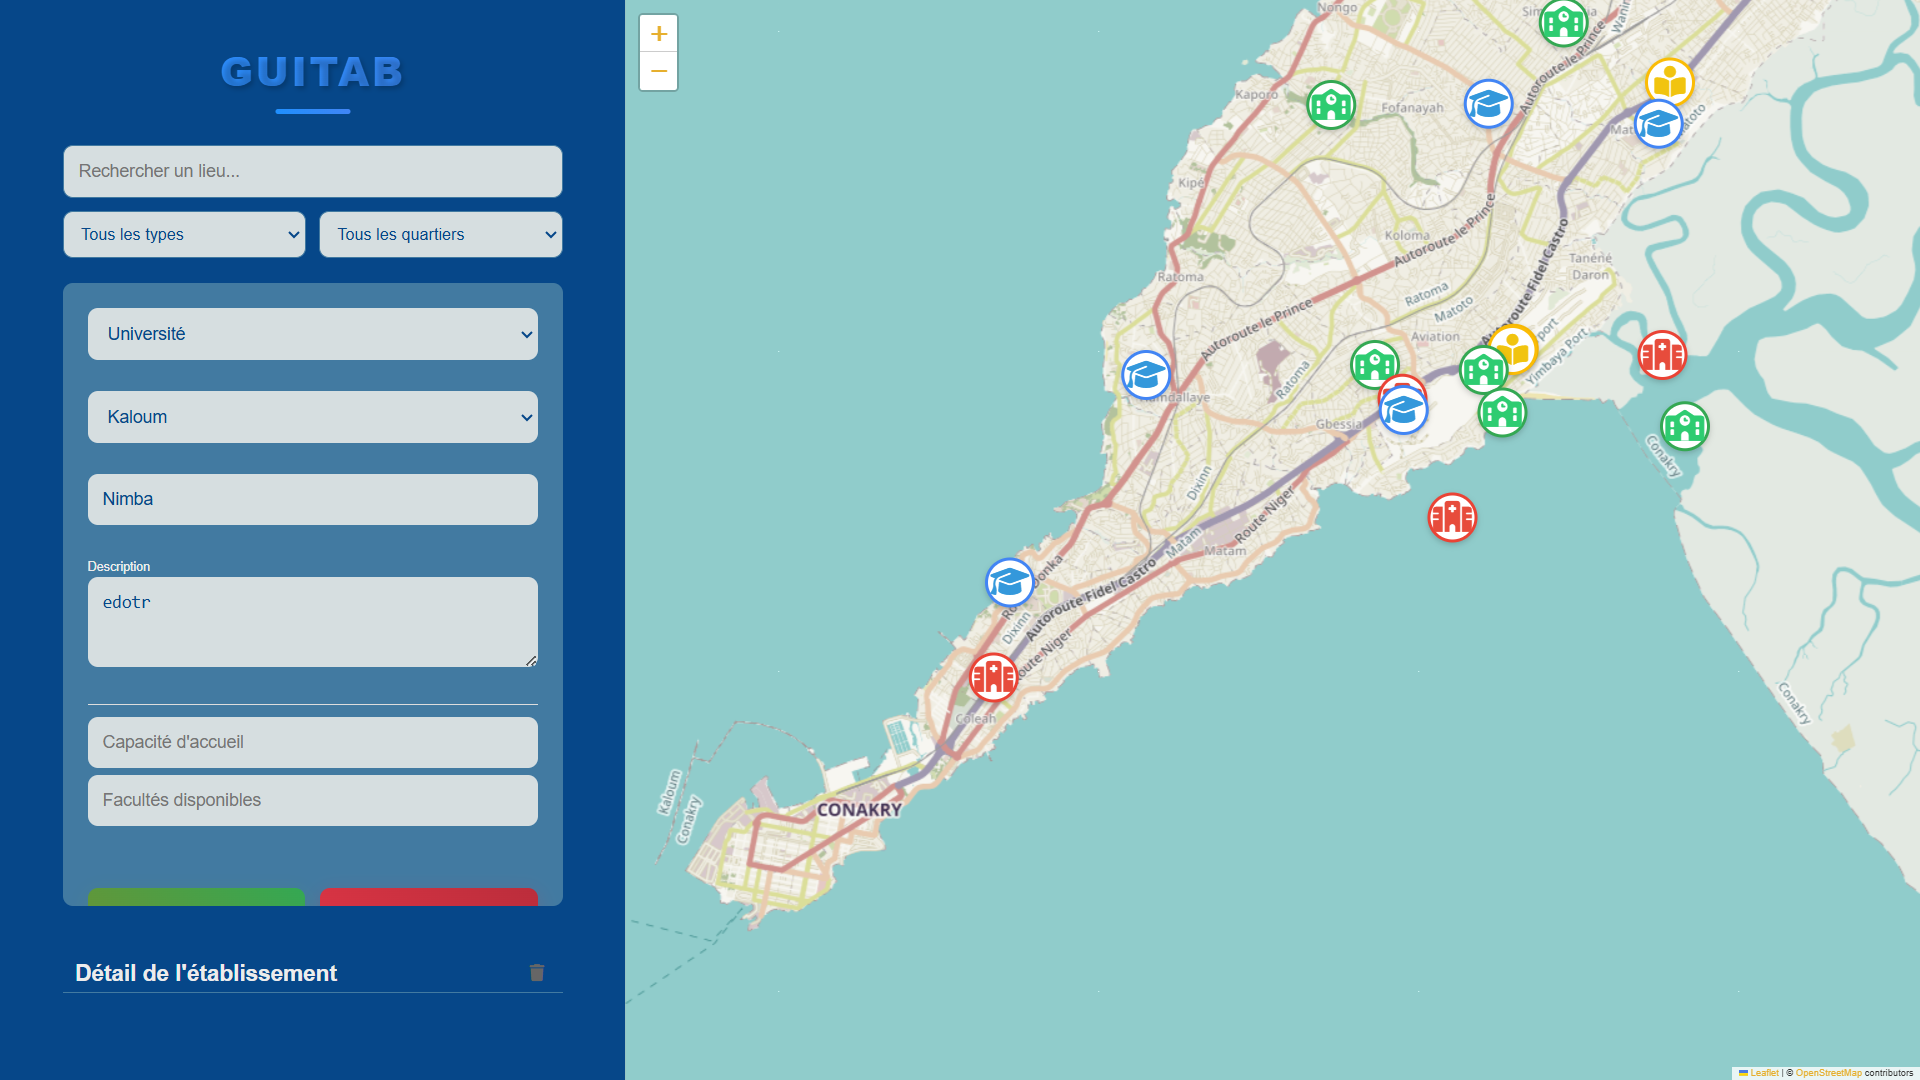 GUITAB
Rechercher un lieu...
Tous les types
Tous les quartiers
Université
Kaloum
Nimba
Description
edotr
Capacité d'accueil
Facultés disponibles
Détail de l'établissement
+
−
Nongo
Kaporo
Fofanayah
Autoroute le Prince
Kipé
Koloma
Autoroute le Prince
Tanéné
Daron
Ratoma
Ratoma
Matoto
Autoroute Fidel Castro
Autoroute le Prince
Aviation
Yimbaya Port
Ratoma
Gbessia
Conakry
Dixinn
Route Niger
Matam
Matam
Autoroute Fidel Castro
Dixinn
Route Niger
Coleah
Conakry
Kaloum
Conakry
CONAKRY
Leaflet | © OpenStreetMap contributors